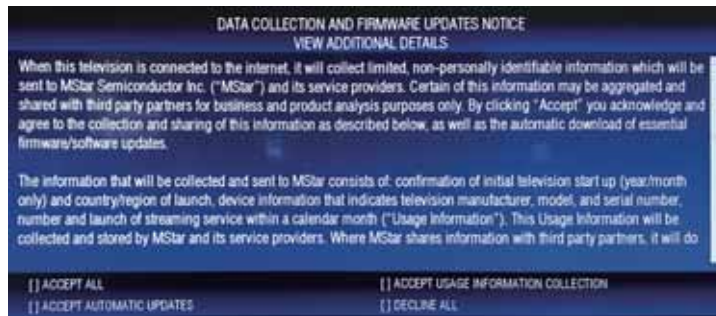 DATA COLLECTION AND FIRMWARE UPDATES NOTICE
VIEW ADDITIONAL DETAILS
When this television is connected to the internet, it will collect limited, non-personally identifiable information which will be
sent to MStar Semiconductor Inc. ("MStar") and its service providers. Certain of this information may be aggregated and
shared with third party partners for business and product analysis purposes only. By clicking "Accept" you acknowledge and
agree to the collection and sharing of this information as described below, as well as the automatic download of essential
firmware/software updates.
The information that will be collected and sent to MStar consists of: confirmation of initial television start up (year/month
only) and country/region of launch, device information that indicates television manufacturer, model, and serial number,
number and launch of streaming service within a calendar month ("Usage Information"). This Usage Information will be
collected and stored by MStar and its service providers. Where MStar shares information with third party partners, it will do
[ ] ACCEPT ALL
[ ] ACCEPT USAGE INFORMATION COLLECTION
[ ] ACCEPT AUTOMATIC UPDATES
[ ] DECLINE ALL